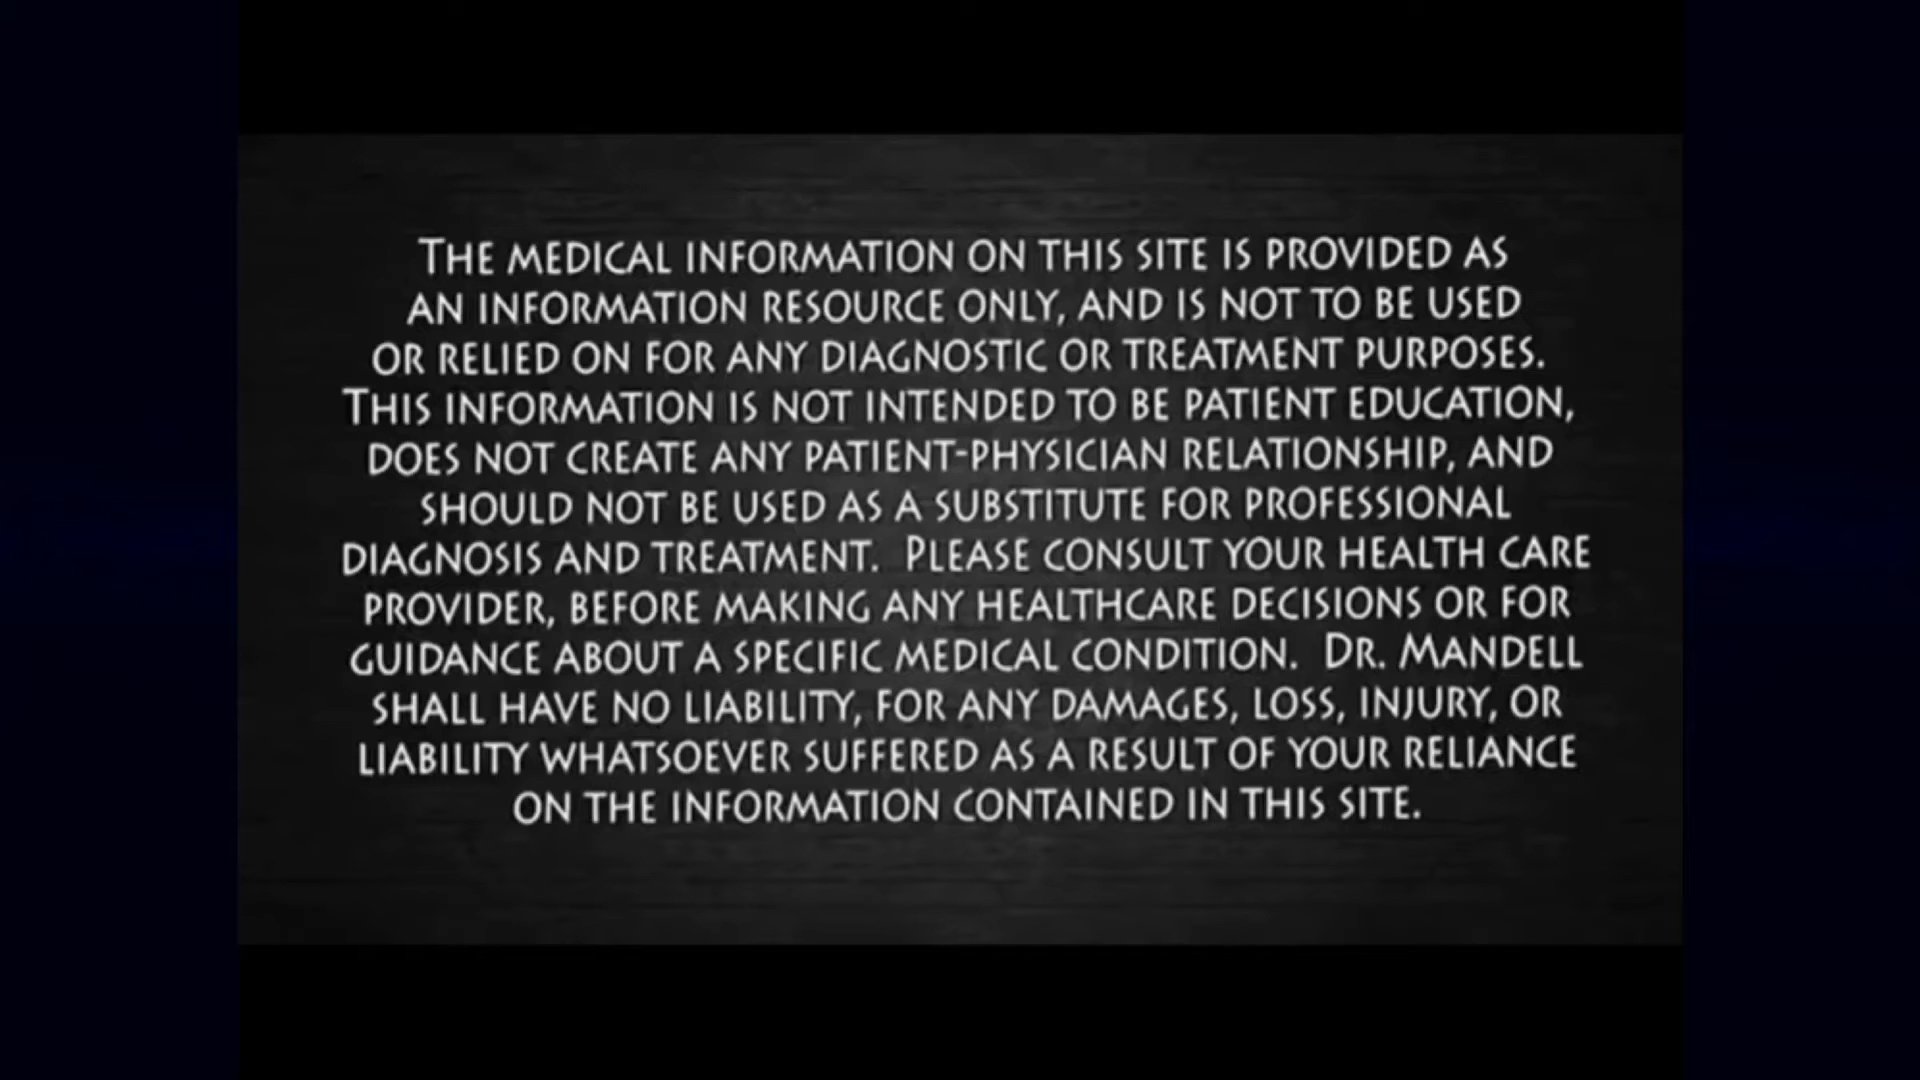 The medical information on this site is provided as
an information resource only, and is not to be used
or relied on for any diagnostic or treatment purposes.
This information is not intended to be patient education,
does not create any patient-physician relationship, and
should not be used as a substitute for professional
diagnosis and treatment. Please consult your health care
provider, before making any healthcare decisions or for
guidance about a specific medical condition. Dr. Mandell
shall have no liability, for any damages, loss, injury, or
liability whatsoever suffered as a result of your reliance
on the information contained in this site.